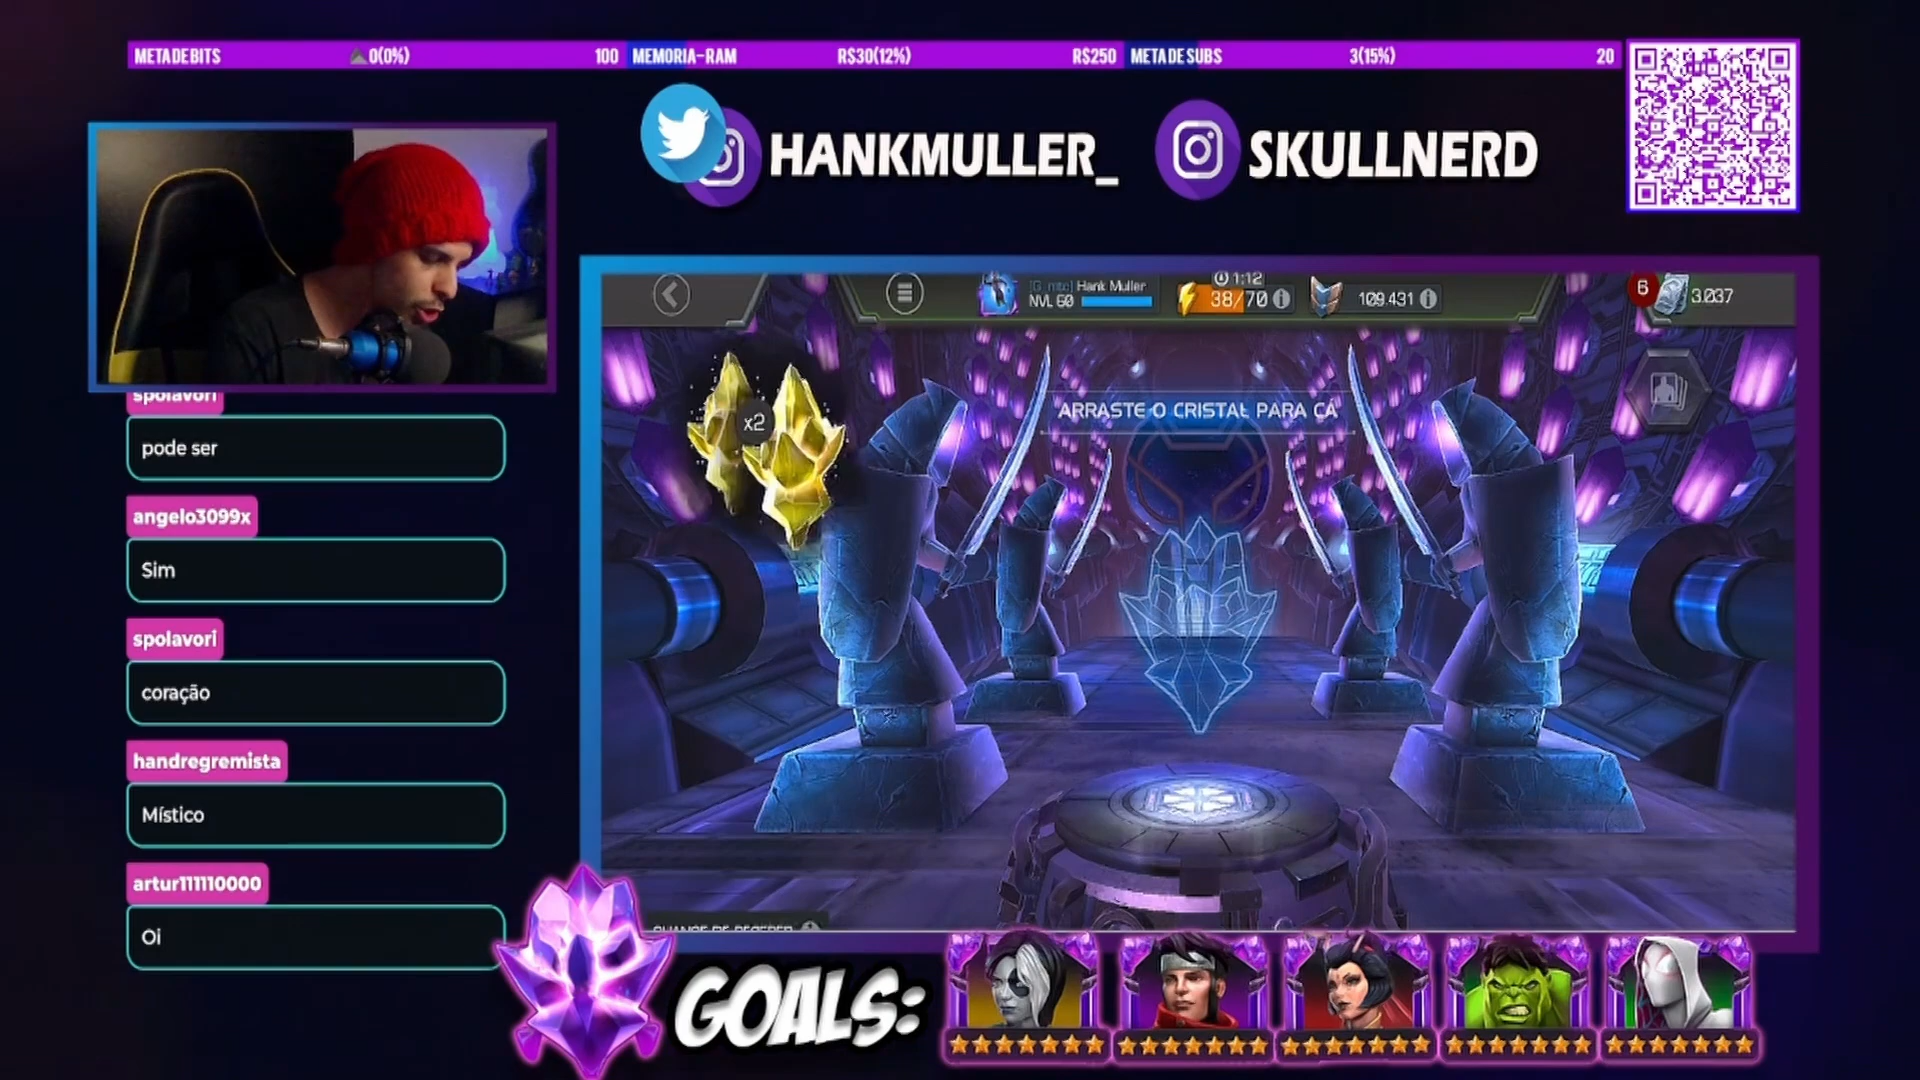 METADEBITS 0(0%) 100 MEMORIA-RAM R$30(12%) R$250 METADESUBS 3(15%) 20
HANKMULLER_ SKULLNERD
Hank Muller
NVL 60
1:12
38/70
109.431
6
3.037
x2
ARRASTE O CRISTAL PARA CÁ
spolavori
pode ser
angelo3099x
Sim
spolavori
coração
handregremista
Místico
artur111110000
Oi
GOALS: